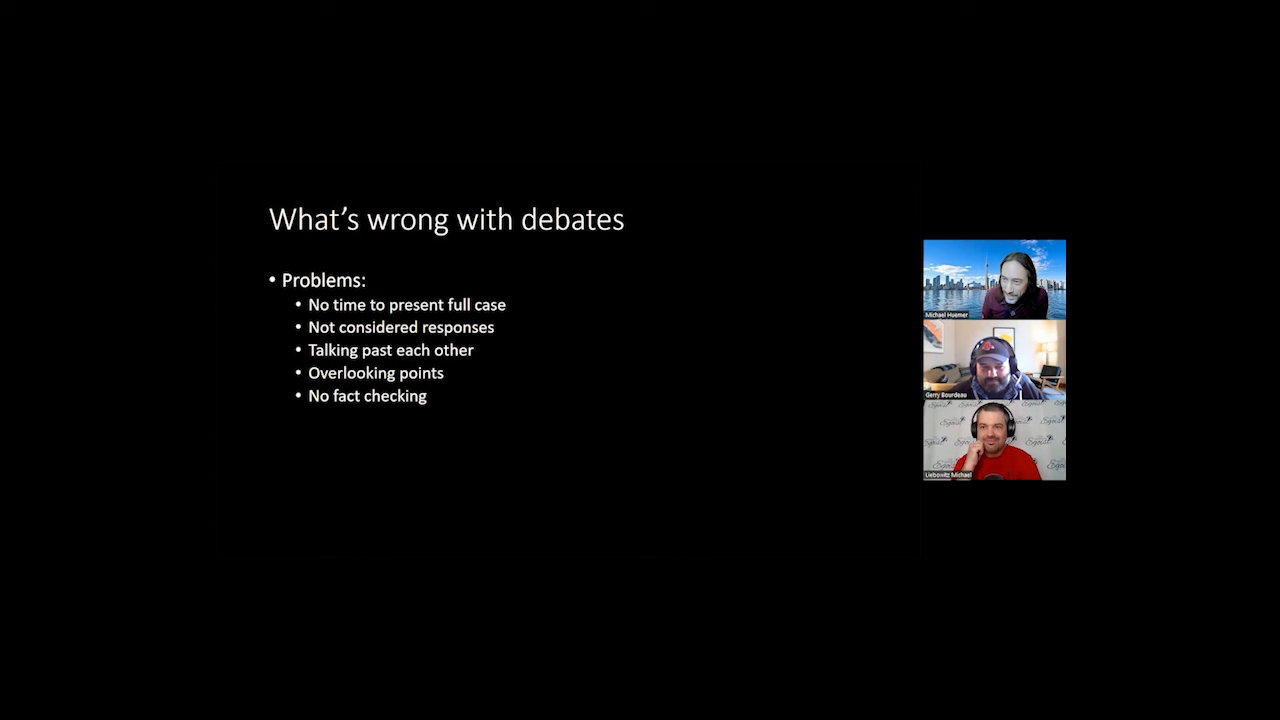 What's wrong with debates
• Problems:
• No time to present full case
• Not considered responses
• Talking past each other
• Overlooking points
• No fact checking
Michael Huemer
Gerry Bourdeau
Liebowitz Michael